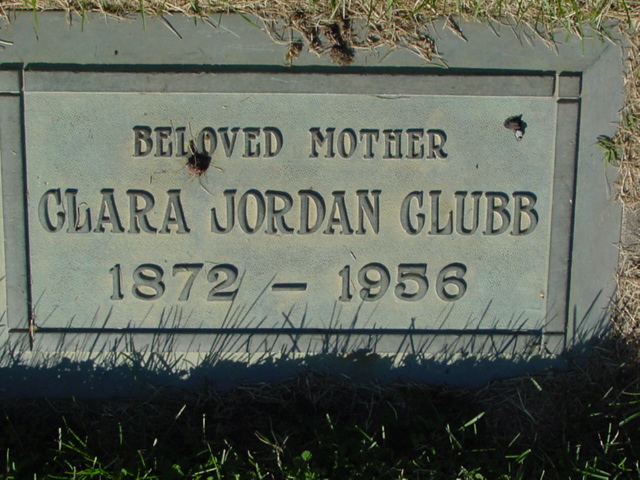 BELOVED MOTHER
CLARA JORDAN CLUBB
1872 – 1956